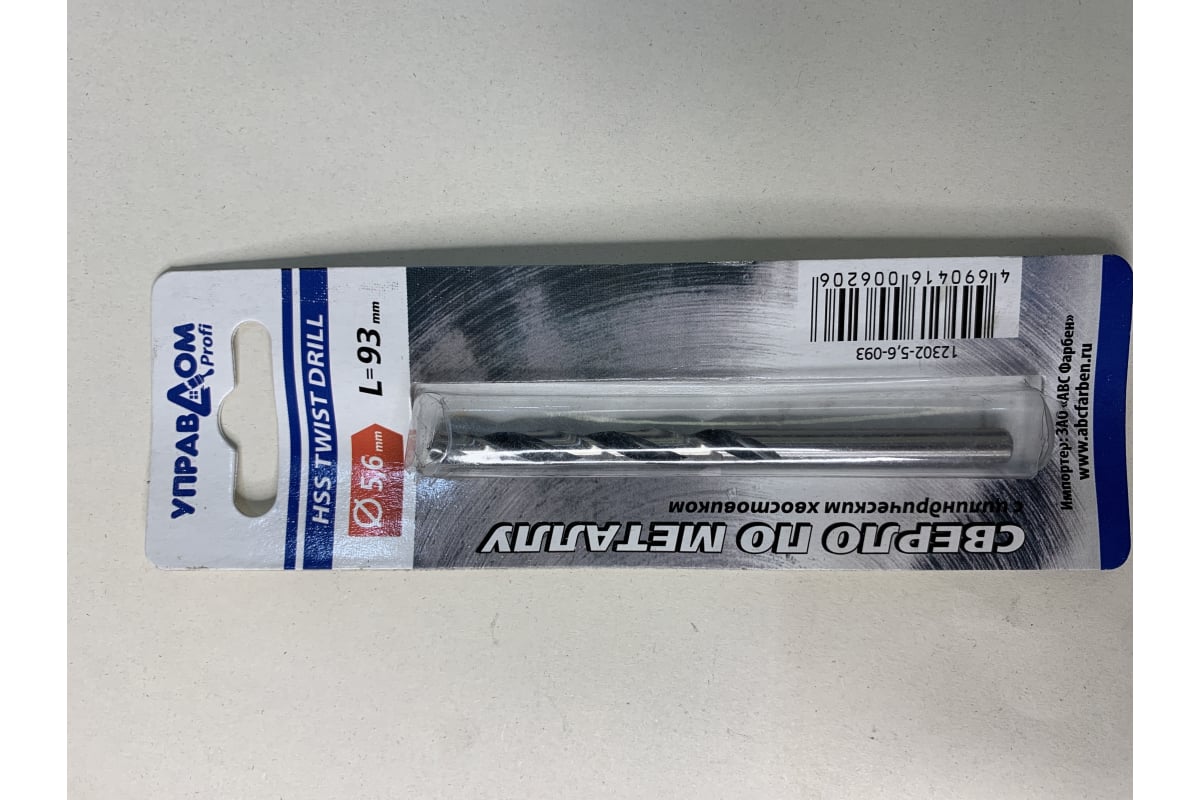 УПРАВДОМ
Profi
HSS-TWIST DRILL
Ø 5,6 mm
L=93 mm
СВЕРЛО ПО МЕТАЛЛУ
с цилиндрическим хвостовиком
12302-5,6-093
4 690416 006206
Импортер: ЗАО «АВС Фарбен»
www.abcfarben.ru